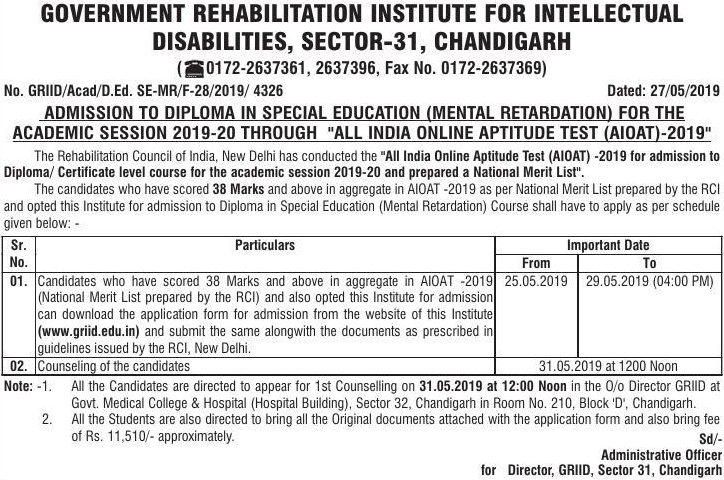 GOVERNMENT REHABILITATION INSTITUTE FOR INTELLECTUAL
DISABILITIES, SECTOR-31, CHANDIGARH
(☎0172-2637361, 2637396, Fax No. 0172-2637369)
No. GRIID/Acad/D.Ed. SE-MR/F-28/2019/ 4326 Dated: 27/05/2019
ADMISSION TO DIPLOMA IN SPECIAL EDUCATION (MENTAL RETARDATION) FOR THE
ACADEMIC SESSION 2019-20 THROUGH "ALL INDIA ONLINE APTITUDE TEST (AIOAT)-2019"
The Rehabilitation Council of India, New Delhi has conducted the "All India Online Aptitude Test (AIOAT) -2019 for admission to
Diploma/ Certificate level course for the academic session 2019-20 and prepared a National Merit List".
The candidates who have scored 38 Marks and above in aggregate in AIOAT -2019 as per National Merit List prepared by the RCI
and opted this Institute for admission to Diploma in Special Education (Mental Retardation) Course shall have to apply as per schedule
given below: -
Sr. No. Particulars Important Date
From To
01. Candidates who have scored 38 Marks and above in aggregate in AIOAT -2019 25.05.2019 29.05.2019 (04:00 PM)
(National Merit List prepared by the RCI) and also opted this Institute for admission
can download the application form for admission from the website of this Institute
(www.griid.edu.in) and submit the same alongwith the documents as prescribed in
guidelines issued by the RCI, New Delhi.
02. Counseling of the candidates 31.05.2019 at 1200 Noon
Note: -1. All the Candidates are directed to appear for 1st Counselling on 31.05.2019 at 12:00 Noon in the O/o Director GRIID at
Govt. Medical College & Hospital (Hospital Building), Sector 32, Chandigarh in Room No. 210, Block 'D', Chandigarh.
2. All the Students are also directed to bring all the Original documents attached with the application form and also bring fee
of Rs. 11,510/- approximately.
Sd/-
Administrative Officer
for Director, GRIID, Sector 31, Chandigarh